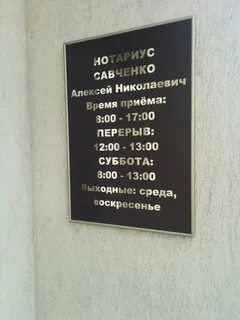 НОТАРИУС
САВЧЕНКО
Алексей Николаевич
Время приёма:
8:00 - 17:00
ПЕРЕРЫВ:
12:00 - 13:00
СУББОТА:
8:00 - 13:00
Выходные: среда,
воскресенье